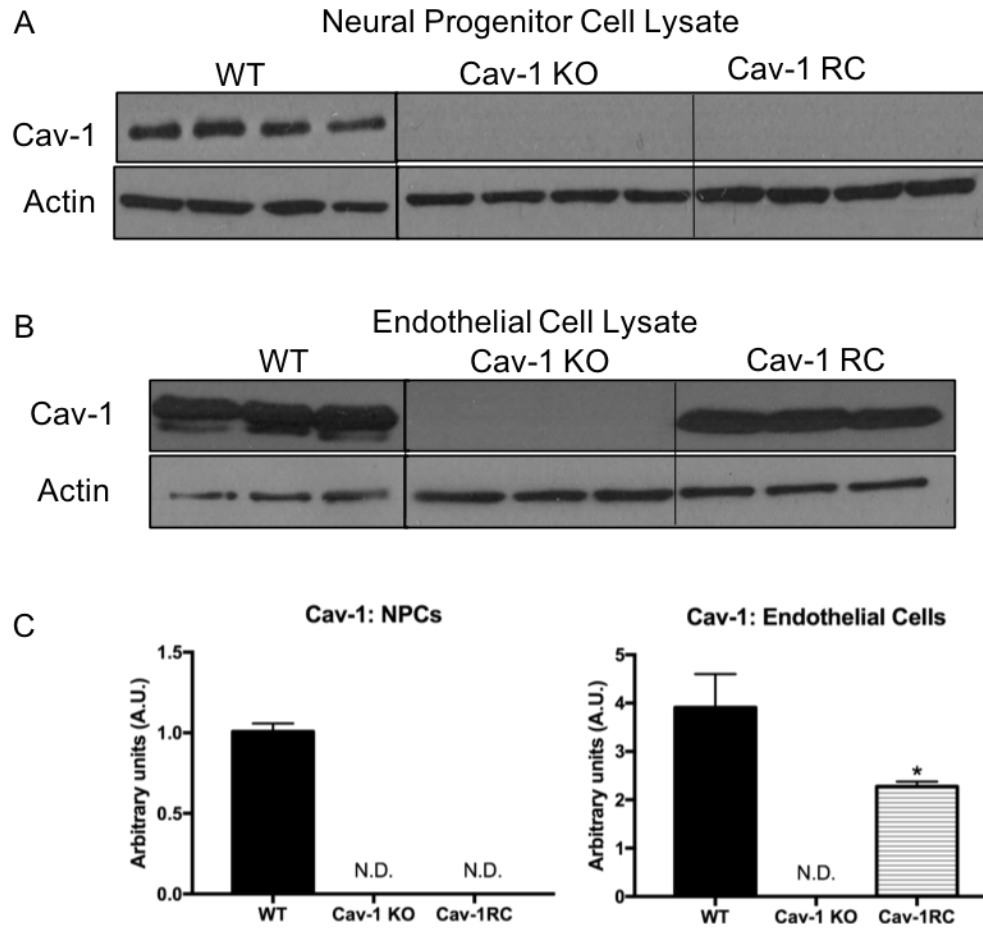 A
Neural Progenitor Cell Lysate
WT Cav-1 KO Cav-1 RC
Cav-1
Actin
B
Endothelial Cell Lysate
WT Cav-1 KO Cav-1 RC
Cav-1
Actin
C
Cav-1: NPCs
Arbitrary units (A.U.)
1.5
1.0
0.5
0.0
N.D. N.D.
WT Cav-1 KO Cav-1RC
Cav-1: Endothelial Cells
Arbitrary units (A.U.)
5
4
3
2
1
0
*
N.D.
WT Cav-1 KO Cav-1RC